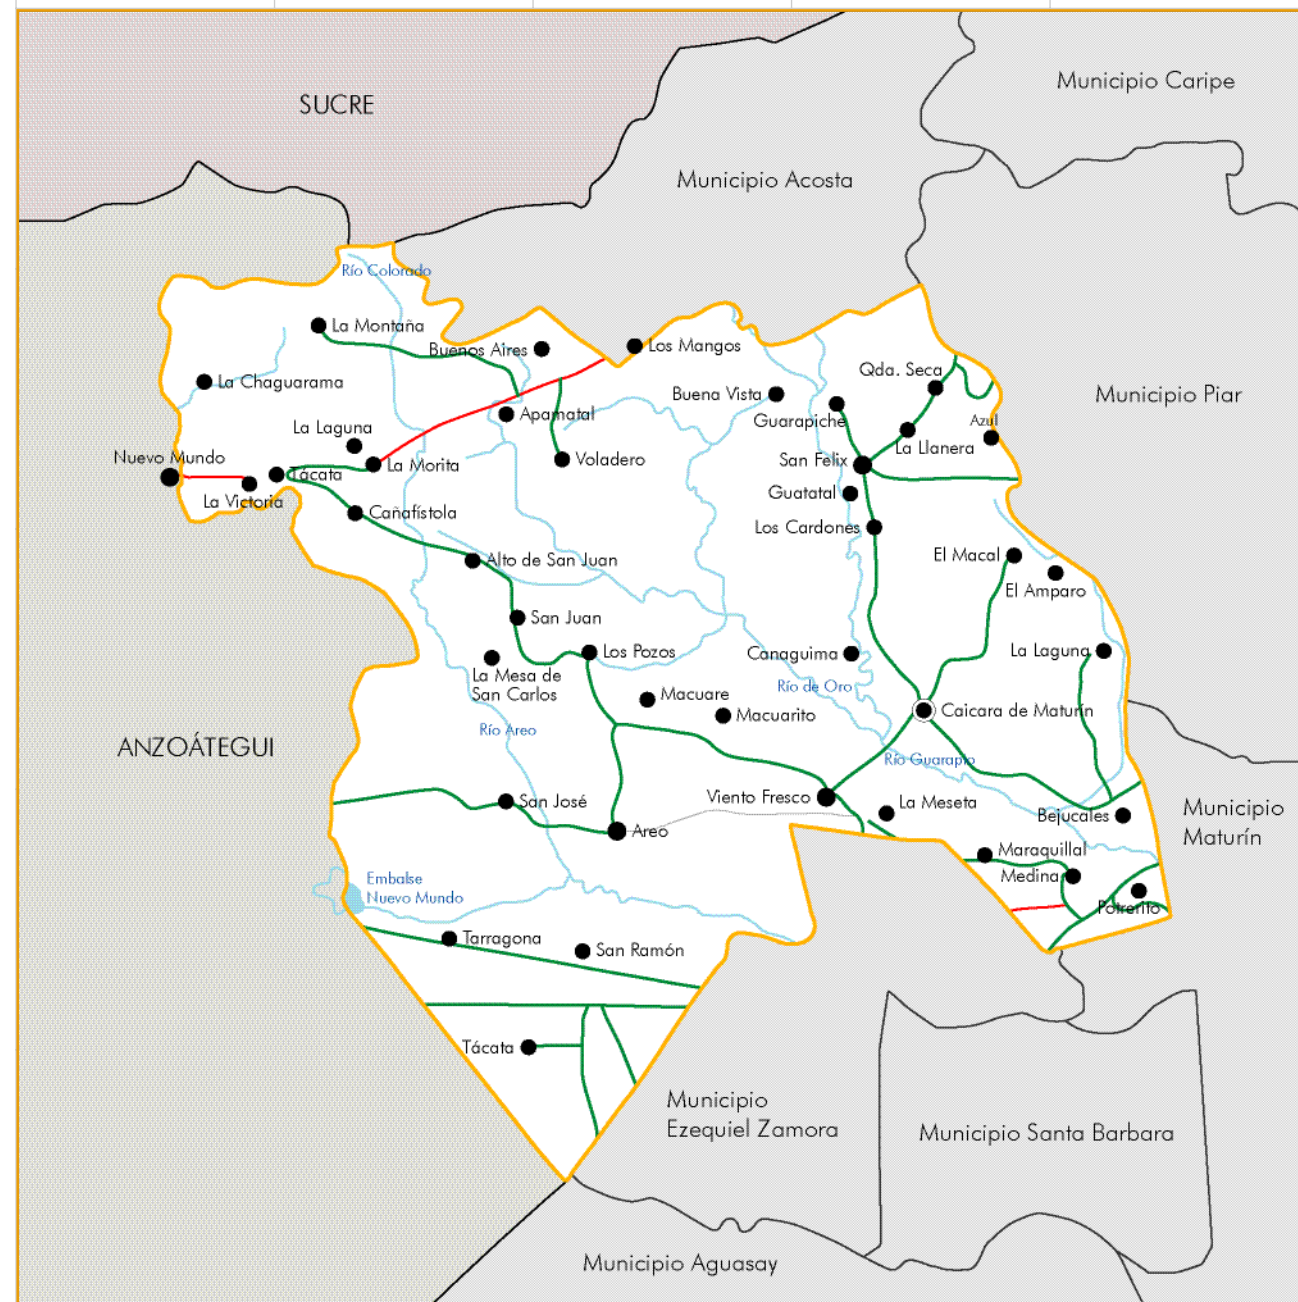 Municipio Caripe
SUCRE
Municipio Acosta
Río Colorado
La Montaña
Buenos Aires
Los Mangos
Qda. Seca
La Chaguarama
Buena Vista
Municipio Piar
Apamatal
Guarapiche
Azul
La Laguna
La Llanera
Nuevo Mundo
La Morita
Voladero
San Felix
Tácata
La Victoria
Guatatal
Cañafístola
Los Cardones
El Macal
Alto de San Juan
El Amparo
San Juan
Los Pozos
Canaguima
La Laguna
La Mesa de
San Carlos
Río de Oro
Macuare
Macuarito
Caicara de Maturín
Río Areo
ANZOÁTEGUI
Río Guarapio
San José
Viento Fresco
La Meseta
Bejucales
Municipio
Maturín
Areo
Maraquillal
Medina
Embalse
Nuevo Mundo
Potrerito
Tarragona
San Ramón
Tácata
Municipio
Ezequiel Zamora
Municipio Santa Barbara
Municipio Aguasay